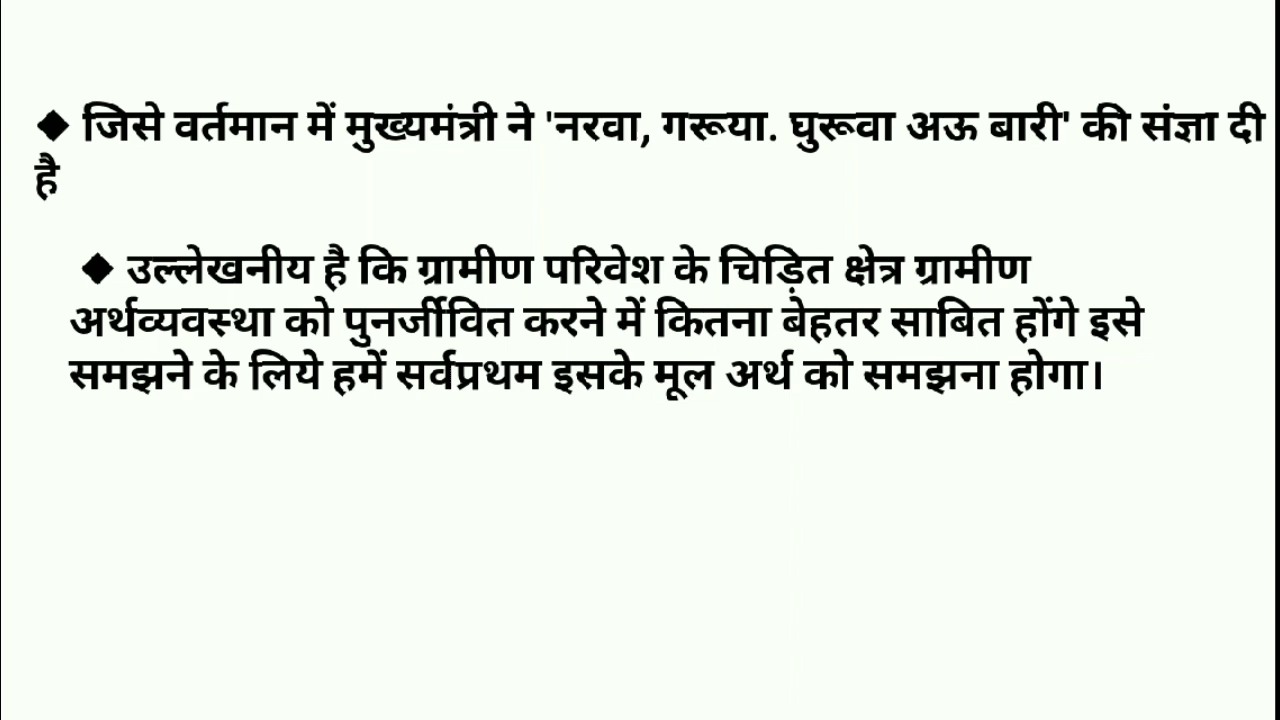 ◆ जिसे वर्तमान में मुख्यमंत्री ने 'नरवा, गरूया. घुरूवा अऊ बारी' की संज्ञा दी
है
◆ उल्लेखनीय है कि ग्रामीण परिवेश के चिड़ित क्षेत्र ग्रामीण
अर्थव्यवस्था को पुनर्जीवित करने में कितना बेहतर साबित होंगे इसे
समझने के लिये हमें सर्वप्रथम इसके मूल अर्थ को समझना होगा।